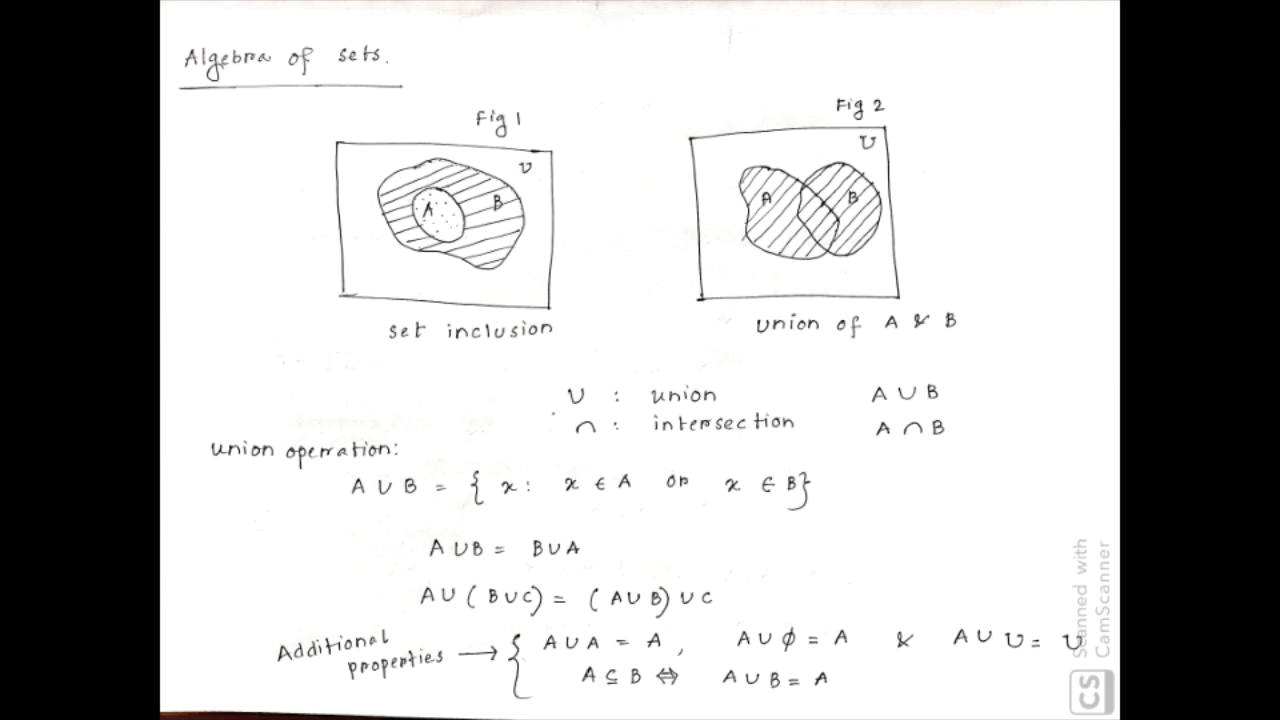 Algebra of sets.
Fig 1
Fig 2
U
A
B
U
A
B
set inclusion
union of A & B
∪ : union A ∪ B
∩ : intersection A ∩ B
union operation:
A ∪ B = { x : x ∈ A or x ∈ B}
A ∪ B = B ∪ A
A ∪ ( B ∪ C) = ( A ∪ B) ∪ C
Additional properties → { A ∪ A = A , A ∪ ϕ = A & A ∪ U = U
A ⊆ B ⇔ A ∪ B = A
Scanned with
CamScanner
CS